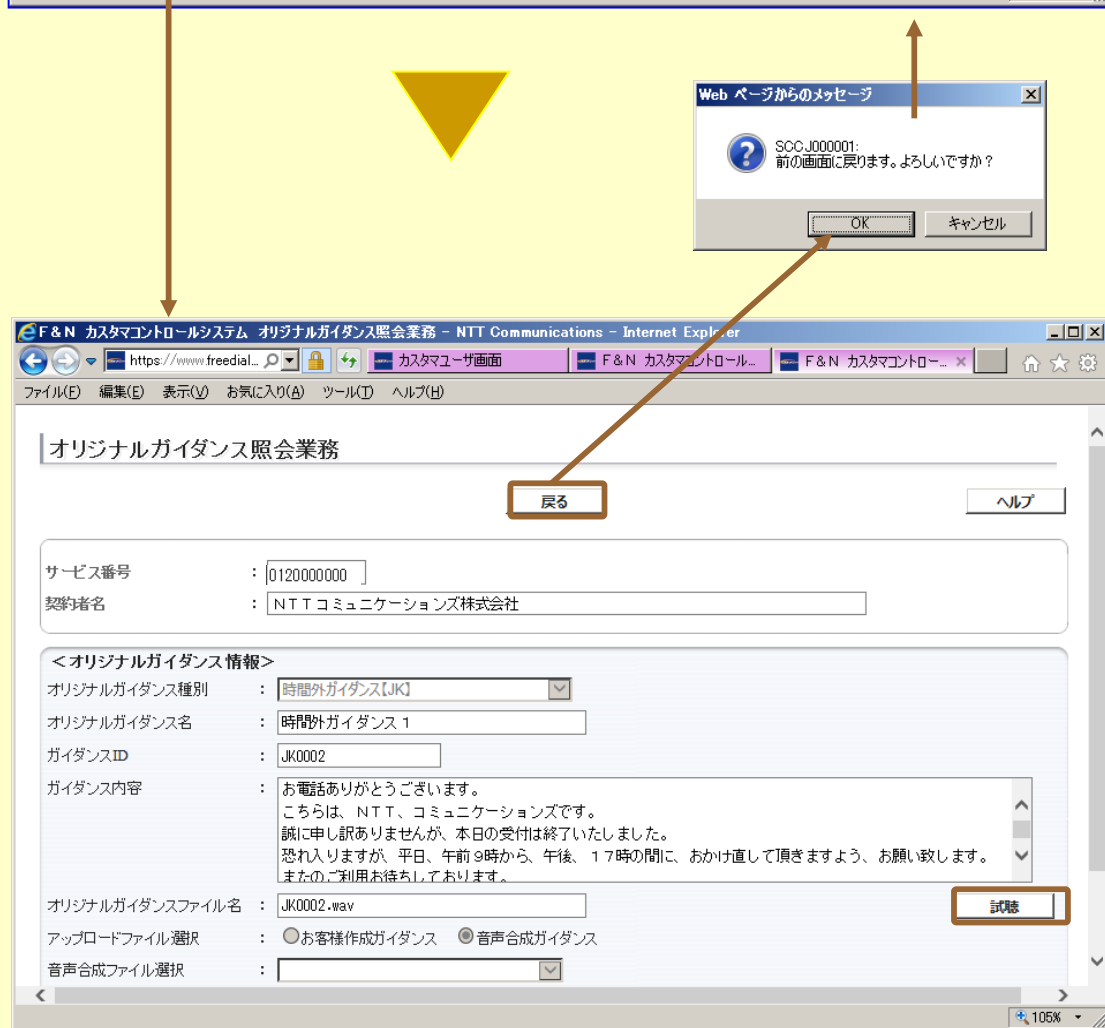 Web ページからのメッセージ
SCCJ000001:
前の画面に戻ります。よろしいですか？
OK キャンセル
F&N カスタマコントロールシステム オリジナルガイダンス照会業務 - NTT Communications - Internet Explorer
https://www.freedial... カスタマユーザ画面 F&N カスタマコントロール... F&N カスタマコントロー...
ファイル(F) 編集(E) 表示(V) お気に入り(A) ツール(T) ヘルプ(H)
オリジナルガイダンス照会業務
戻る ヘルプ
サービス番号 : 0120000000
契約者名 : ＮＴＴコミュニケーションズ株式会社
＜オリジナルガイダンス情報＞
オリジナルガイダンス種別 : 時間外ガイダンス【JK】
オリジナルガイダンス名 : 時間外ガイダンス１
ガイダンスID : JK0002
ガイダンス内容 : お電話ありがとうございます。
こちらは、ＮＴＴ、コミュニケーションズです。
誠に申し訳ありませんが、本日の受付は終了いたしました。
恐れ入りますが、平日、午前９時から、午後、１７時の間に、おかけ直して頂きますよう、お願い致します。
またのご利用お待ちしております。
オリジナルガイダンスファイル名 : JK0002.wav 試聴
アップロードファイル選択 : お客様作成ガイダンス 音声合成ガイダンス
音声合成ファイル選択 :
105%